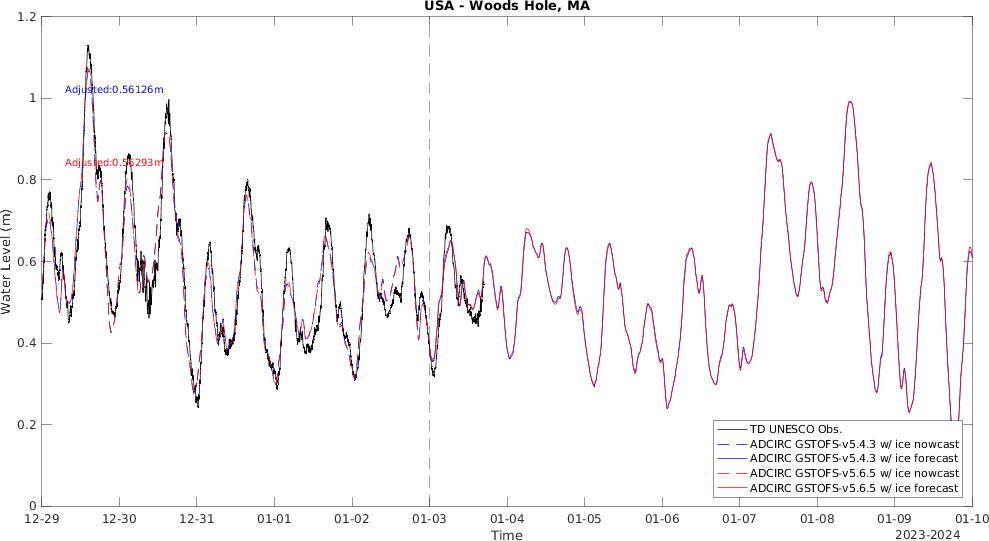 USA - Woods Hole, MA
1.2
1
0.8
0.6
0.4
0.2
0
Water Level (m)
Adjusted:0.56126m
Adjusted:0.55293m
TD UNESCO Obs.
ADCIRC GSTOFS-v5.4.3 w/ ice nowcast
ADCIRC GSTOFS-v5.4.3 w/ ice forecast
ADCIRC GSTOFS-v5.6.5 w/ ice nowcast
ADCIRC GSTOFS-v5.6.5 w/ ice forecast
12-29 12-30 12-31 01-01 01-02 01-03 01-04 01-05 01-06 01-07 01-08 01-09 01-10
Time
2023-2024